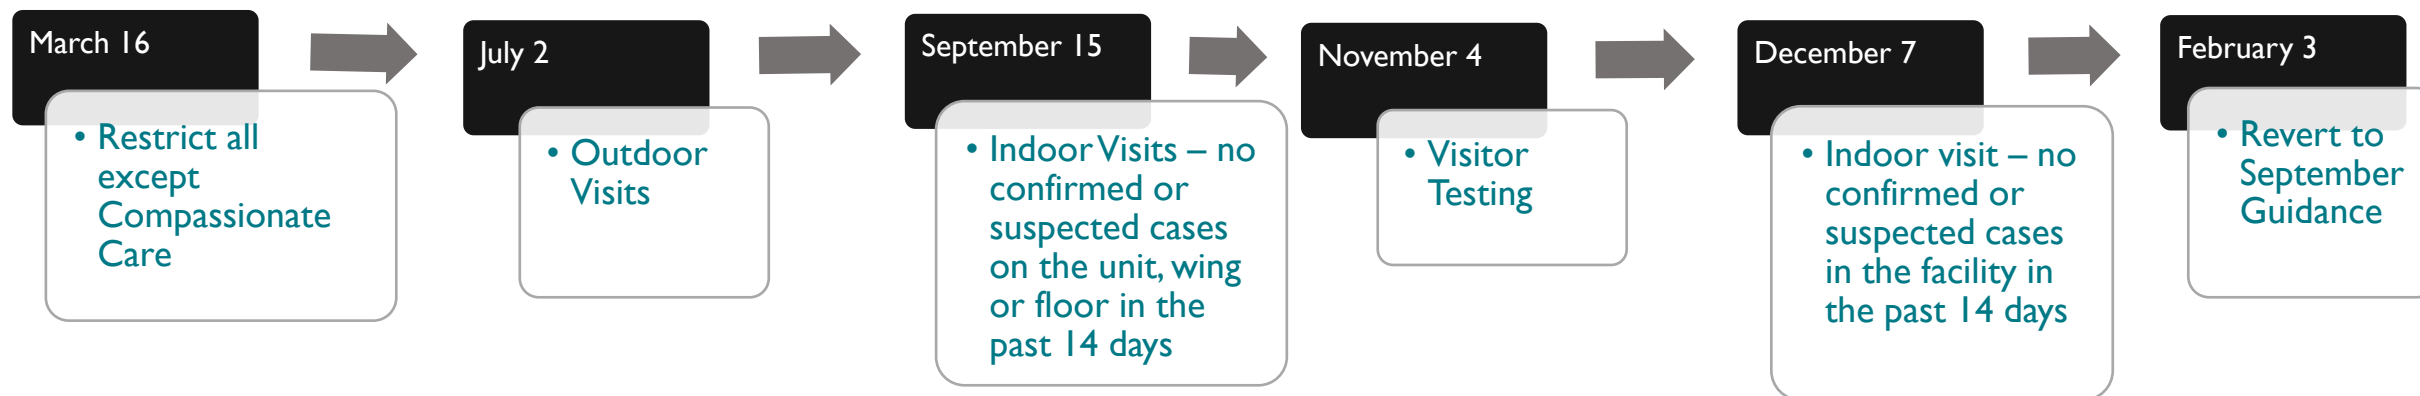 March 16
• Restrict all
except
Compassionate
Care
July 2
• Outdoor
Visits
September 15
• Indoor Visits – no
confirmed or
suspected cases
on the unit, wing
or floor in the
past 14 days
November 4
• Visitor
Testing
December 7
• Indoor visit – no
confirmed or
suspected cases
in the facility in
the past 14 days
February 3
• Revert to
September
Guidance